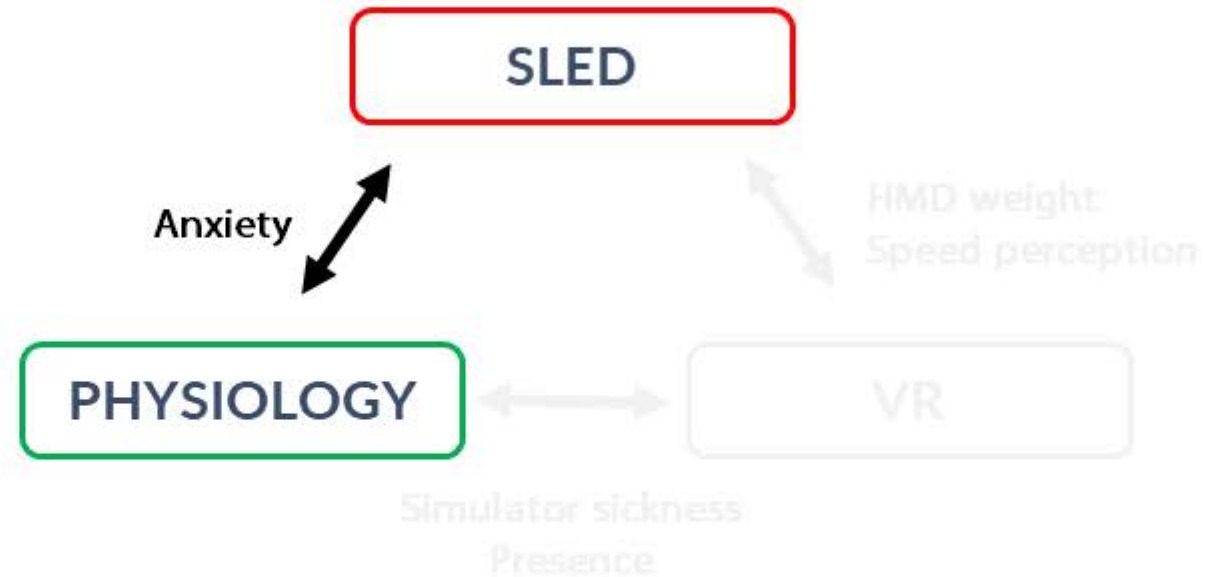 SLED
Anxiety
HMD weight
Speed perception
PHYSIOLOGY
VR
Simulator sickness
Presence